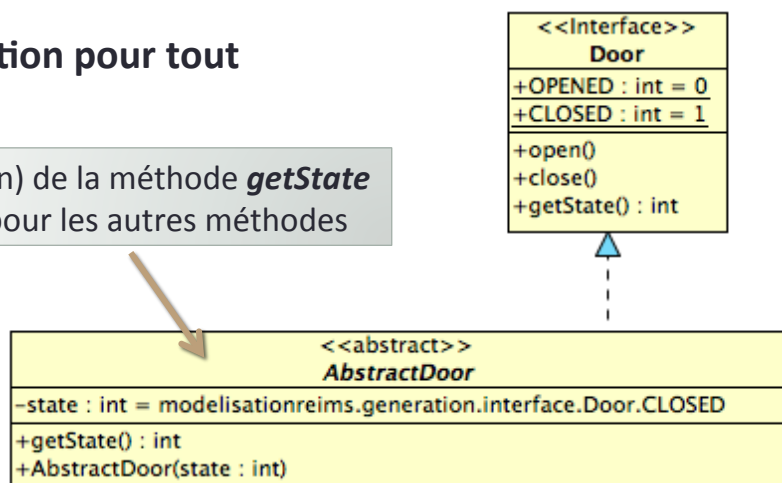 tion pour tout
n) de la méthode getState
pour les autres méthodes
<<Interface>>
Door
+OPENED : int = 0
+CLOSED : int = 1
+open()
+close()
+getState() : int
<<abstract>>
AbstractDoor
-state : int = modelisationreims.generation.interface.Door.CLOSED
+getState() : int
+AbstractDoor(state : int)